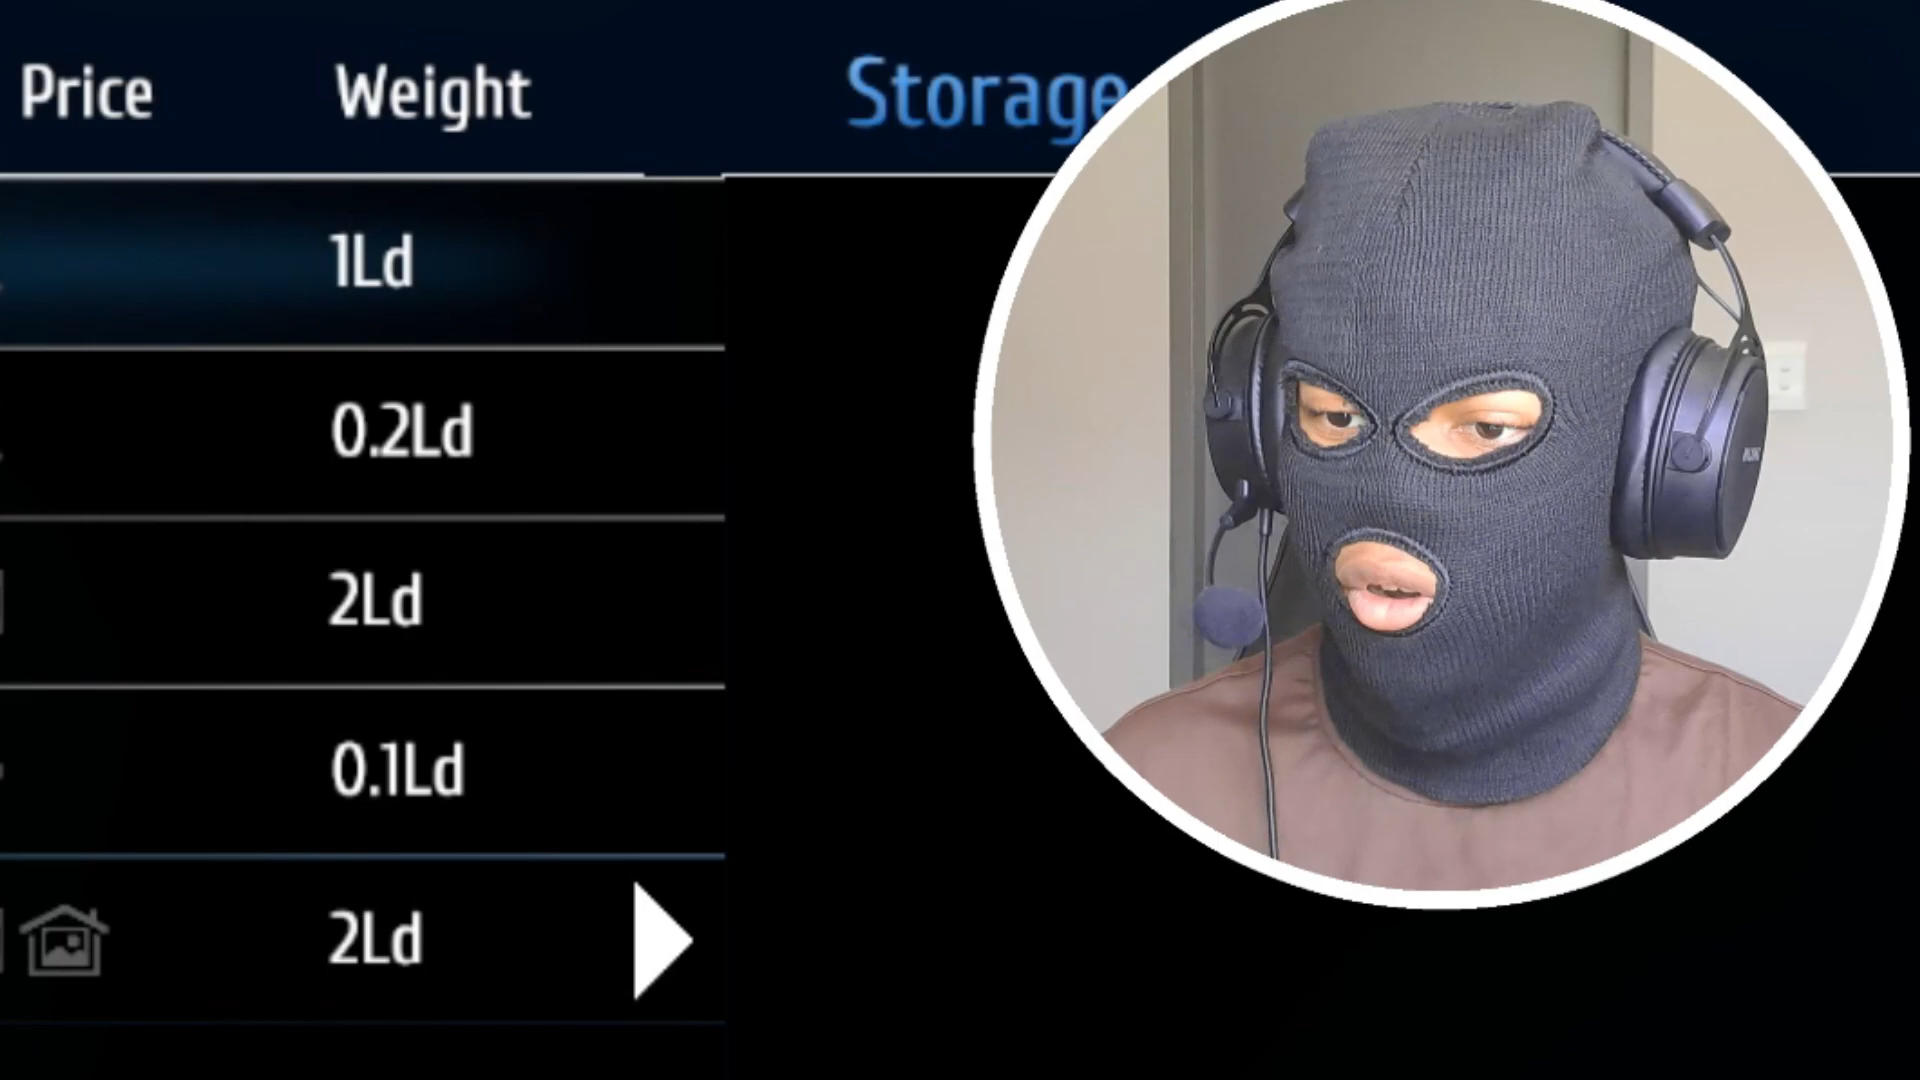 Price Weight Storage
1Ld
0.2Ld
2Ld
0.1Ld
2Ld